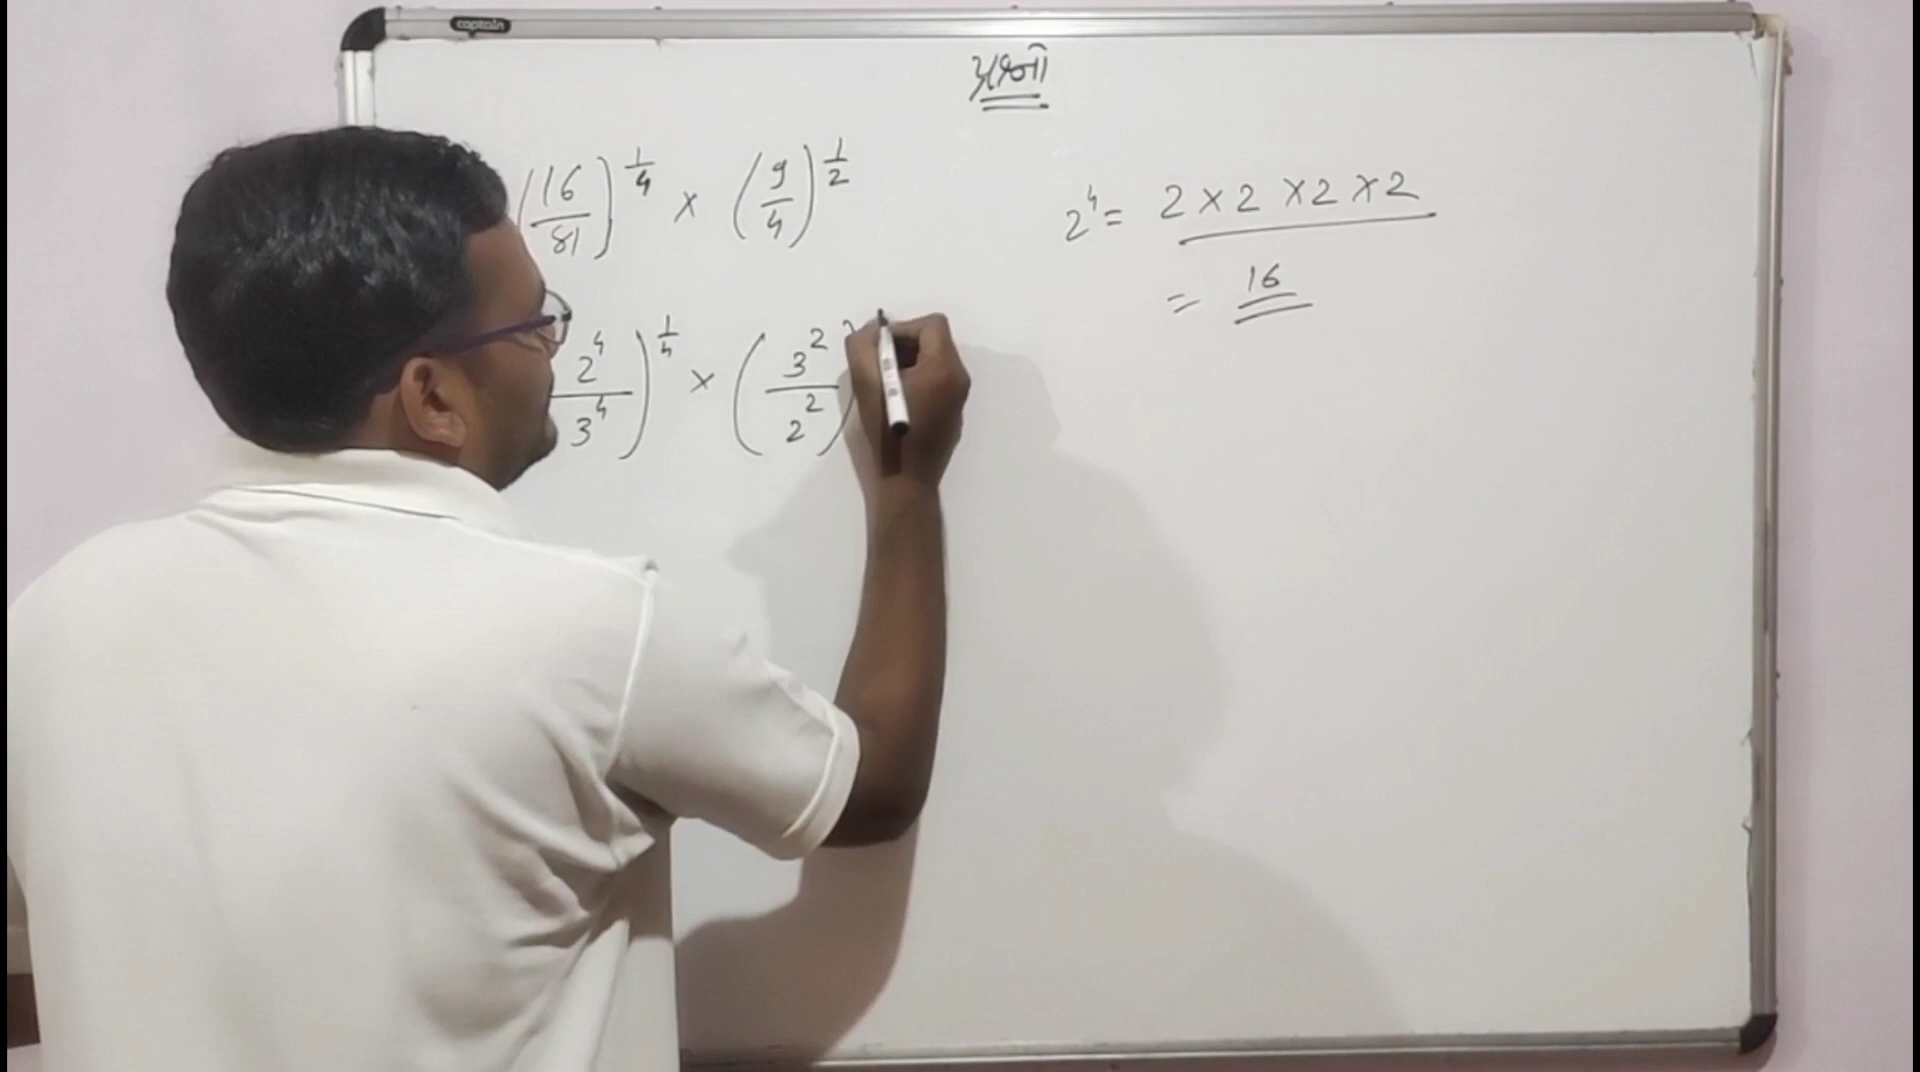 captain
પ્રશ્નો
(16/81)^{1/4} × (9/4)^{1/2}
2^4 = 2 × 2 × 2 × 2
= 16
2^4/3^4)^{1/4} × (3^2/2^2)